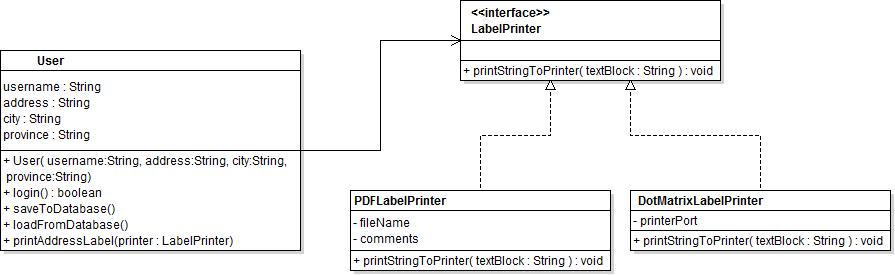 <<interface>>
LabelPrinter
+ printStringToPrinter( textBlock : String ) : void
User
username : String
address : String
city : String
province : String
+ User( username:String, address:String, city:String,
province:String)
+ login() : boolean
+ saveToDatabase()
+ loadFromDatabase()
+ printAddressLabel(printer : LabelPrinter)
PDFLabelPrinter
- fileName
- comments
+ printStringToPrinter( textBlock : String ) : void
DotMatrixLabelPrinter
- printerPort
+ printStringToPrinter( textBlock : String ) : void